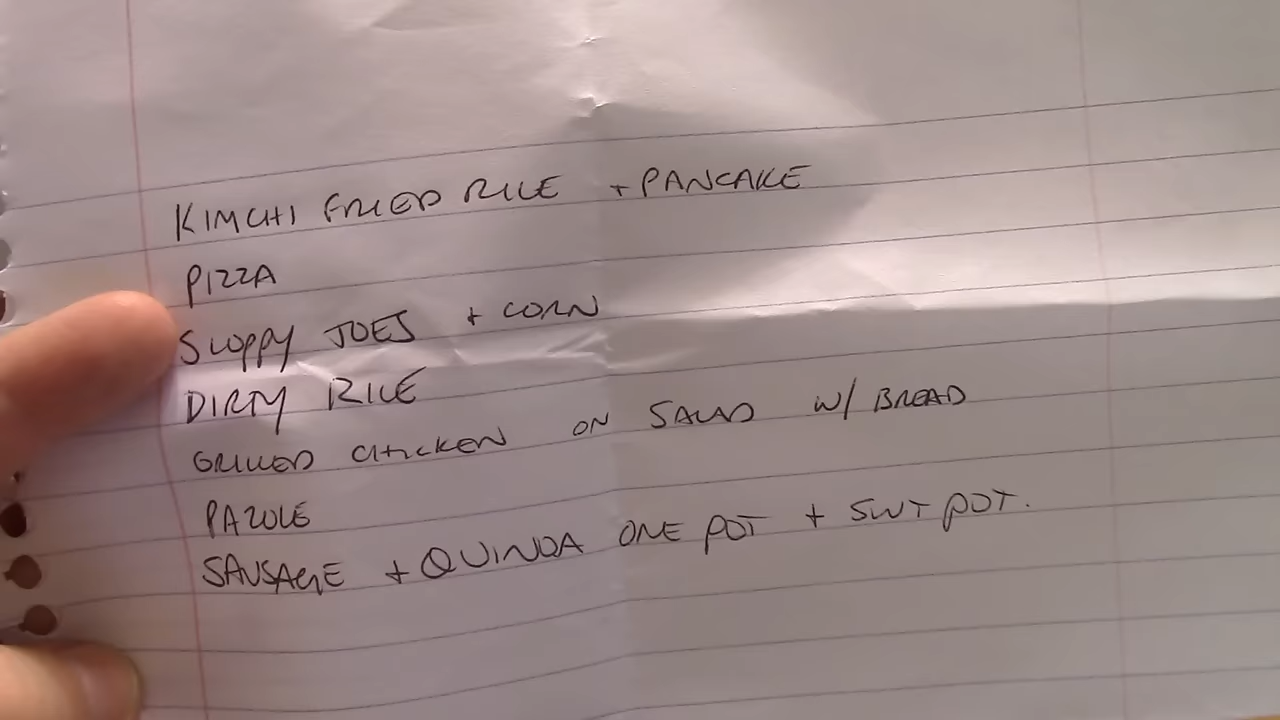 KIMCHI FRIED RICE + PANCAKE
PIZZA
SLOPPY JOES + CORN
DIRTY RICE
GRILLED CHICKEN ON SALAD W/ BREAD
PAZOLE
SAUSAGE + QUINOA ONE POT + SWT POT.